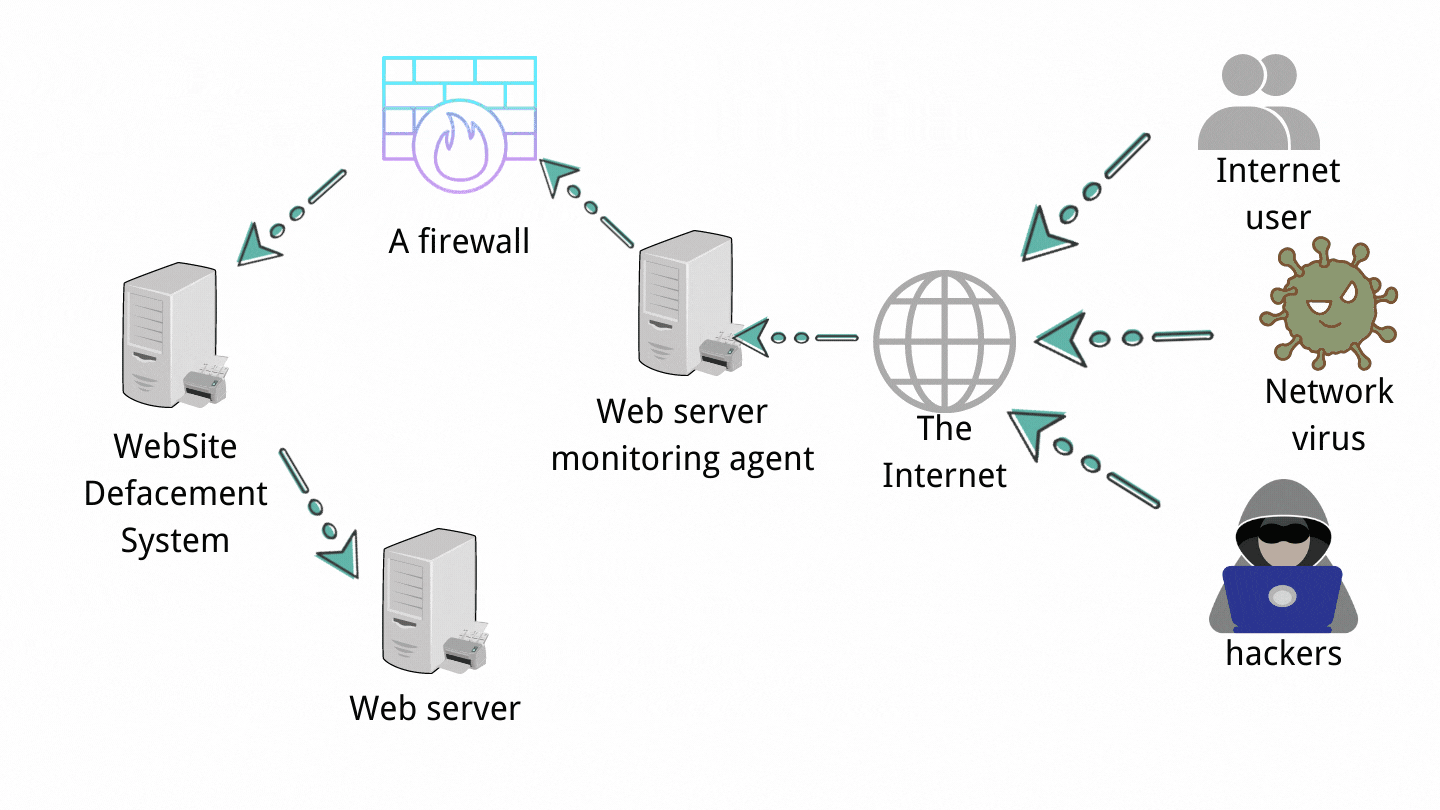 Internet
user
A firewall
Network
virus
Web server
monitoring agent
The
Internet
WebSite
Defacement
System
hackers
Web server